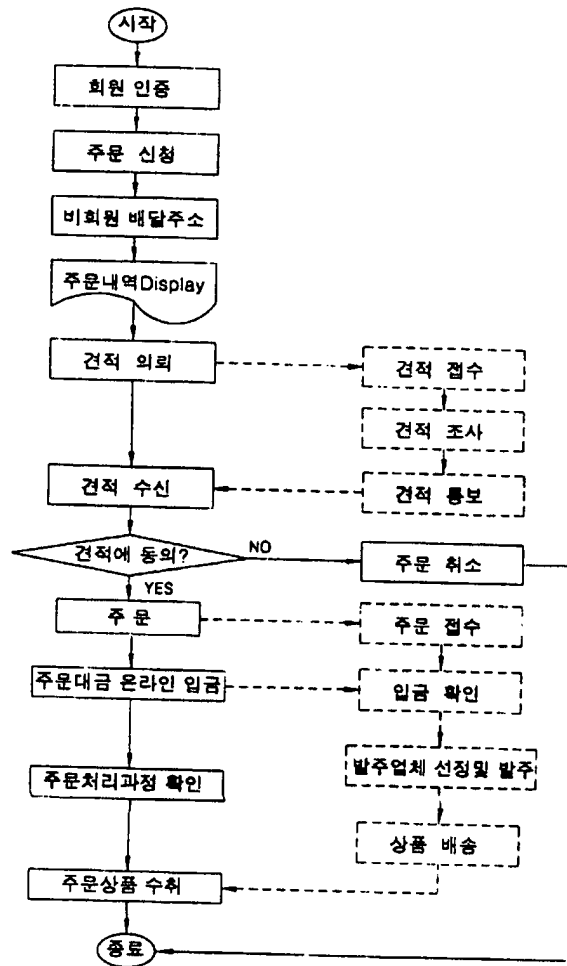 시작
회원 인증
주문 신청
비회원 배달주소
주문내역Display
견적 의뢰
견적 접수
견적 조사
견적 수신
견적 통보
견적에 동의?
NO
주문 취소
YES
주 문
주문 접수
주문대금 온라인 입금
입금 확인
발주업체 선정및 발주
주문처리과정 확인
상품 배송
주문상품 수취
종료